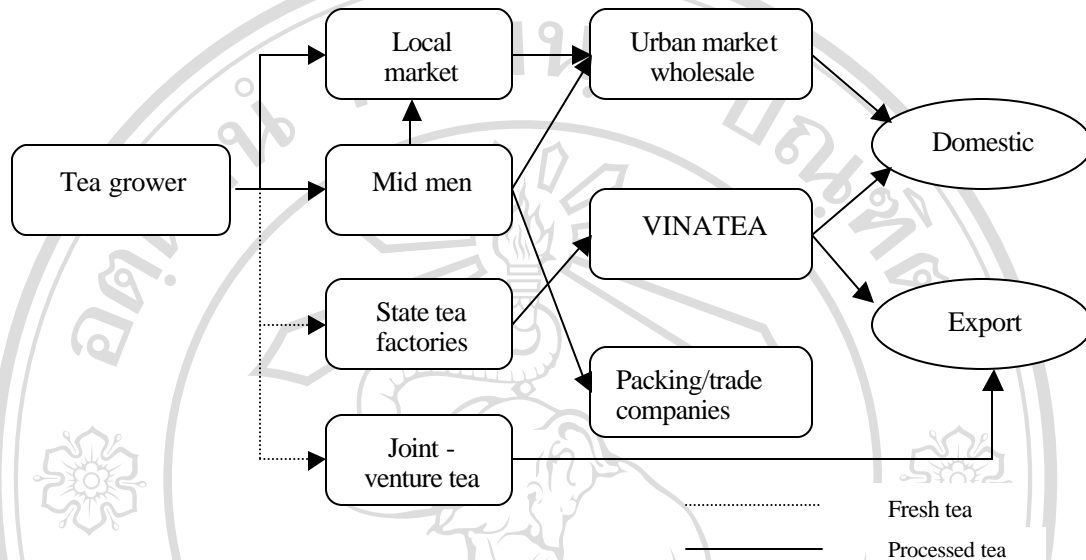 Local
market
Urban market
wholesale
Domestic
Tea grower
Mid men
VINATEA
State tea
factories
Export
Packing/trade
companies
Joint -
venture tea
Fresh tea
Processed tea